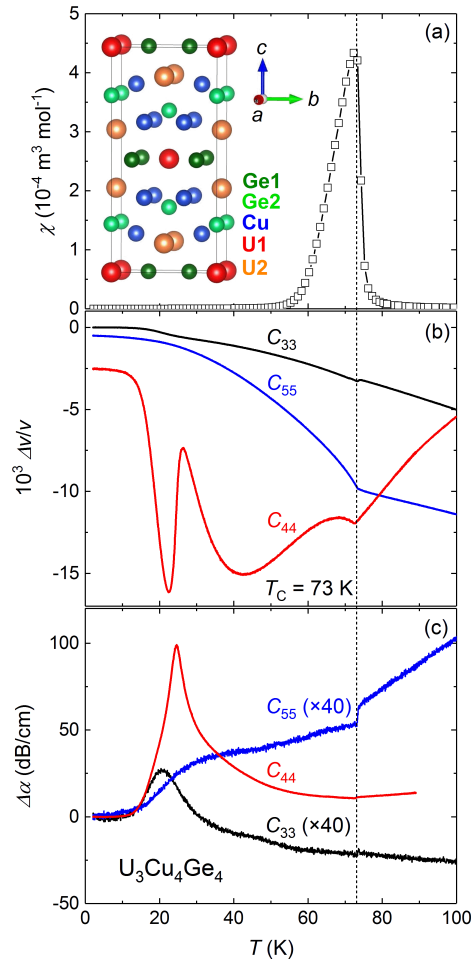 (a)
χ (10⁻⁴ m³ mol⁻¹)
5
4
3
2
1
0
c
a
b
Ge1
Ge2
Cu
U1
U2
(b)
10³ Δv/v
0
-5
-10
-15
C₃₃
C₅₅
C₄₄
T_C = 73 K
(c)
Δα (dB/cm)
100
50
0
-50
C₅₅ (×40)
C₄₄
C₃₃ (×40)
U₃Cu₄Ge₄
0 20 40 60 80 100
T (K)